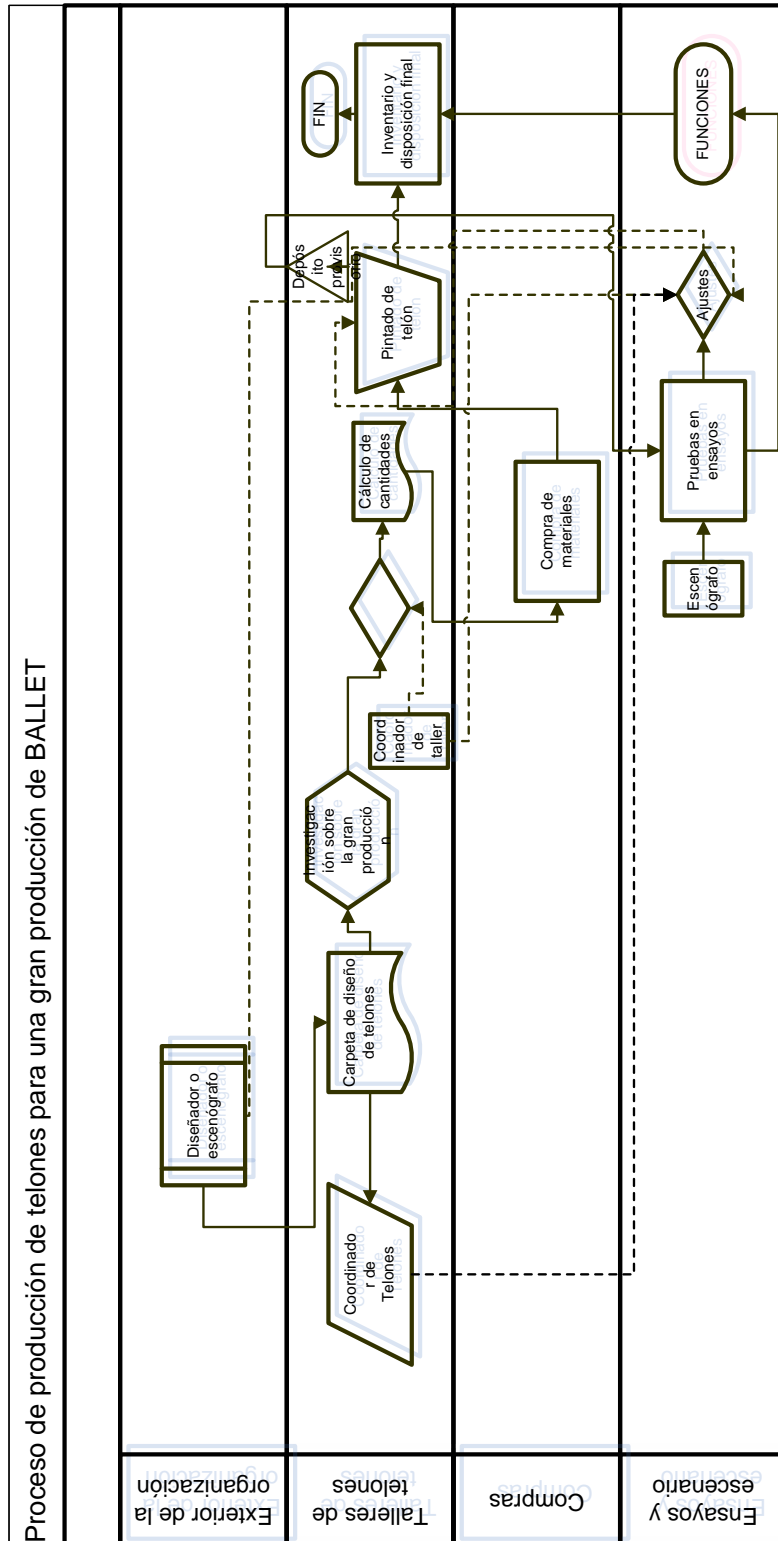 Proceso de producción de telones para una gran producción de BALLET
Exterior de la
organización
Diseñador o
escenógrafo
Talleres de
telones
Coordinado
r de
Telones
Carpeta de diseño
de telones
Investigac
ión sobre
la gran
producció
n
Coord
inador
de
taller
Cálculo de
cantidades
Pintado de
telón
Depós
ito
provis
orio
Inventario y
disposición final
FIN
Compras
Compra de
materiales
Ensayos y
escenario
Escen
ógrafo
Pruebas en
ensayos
Ajustes
FUNCIONES